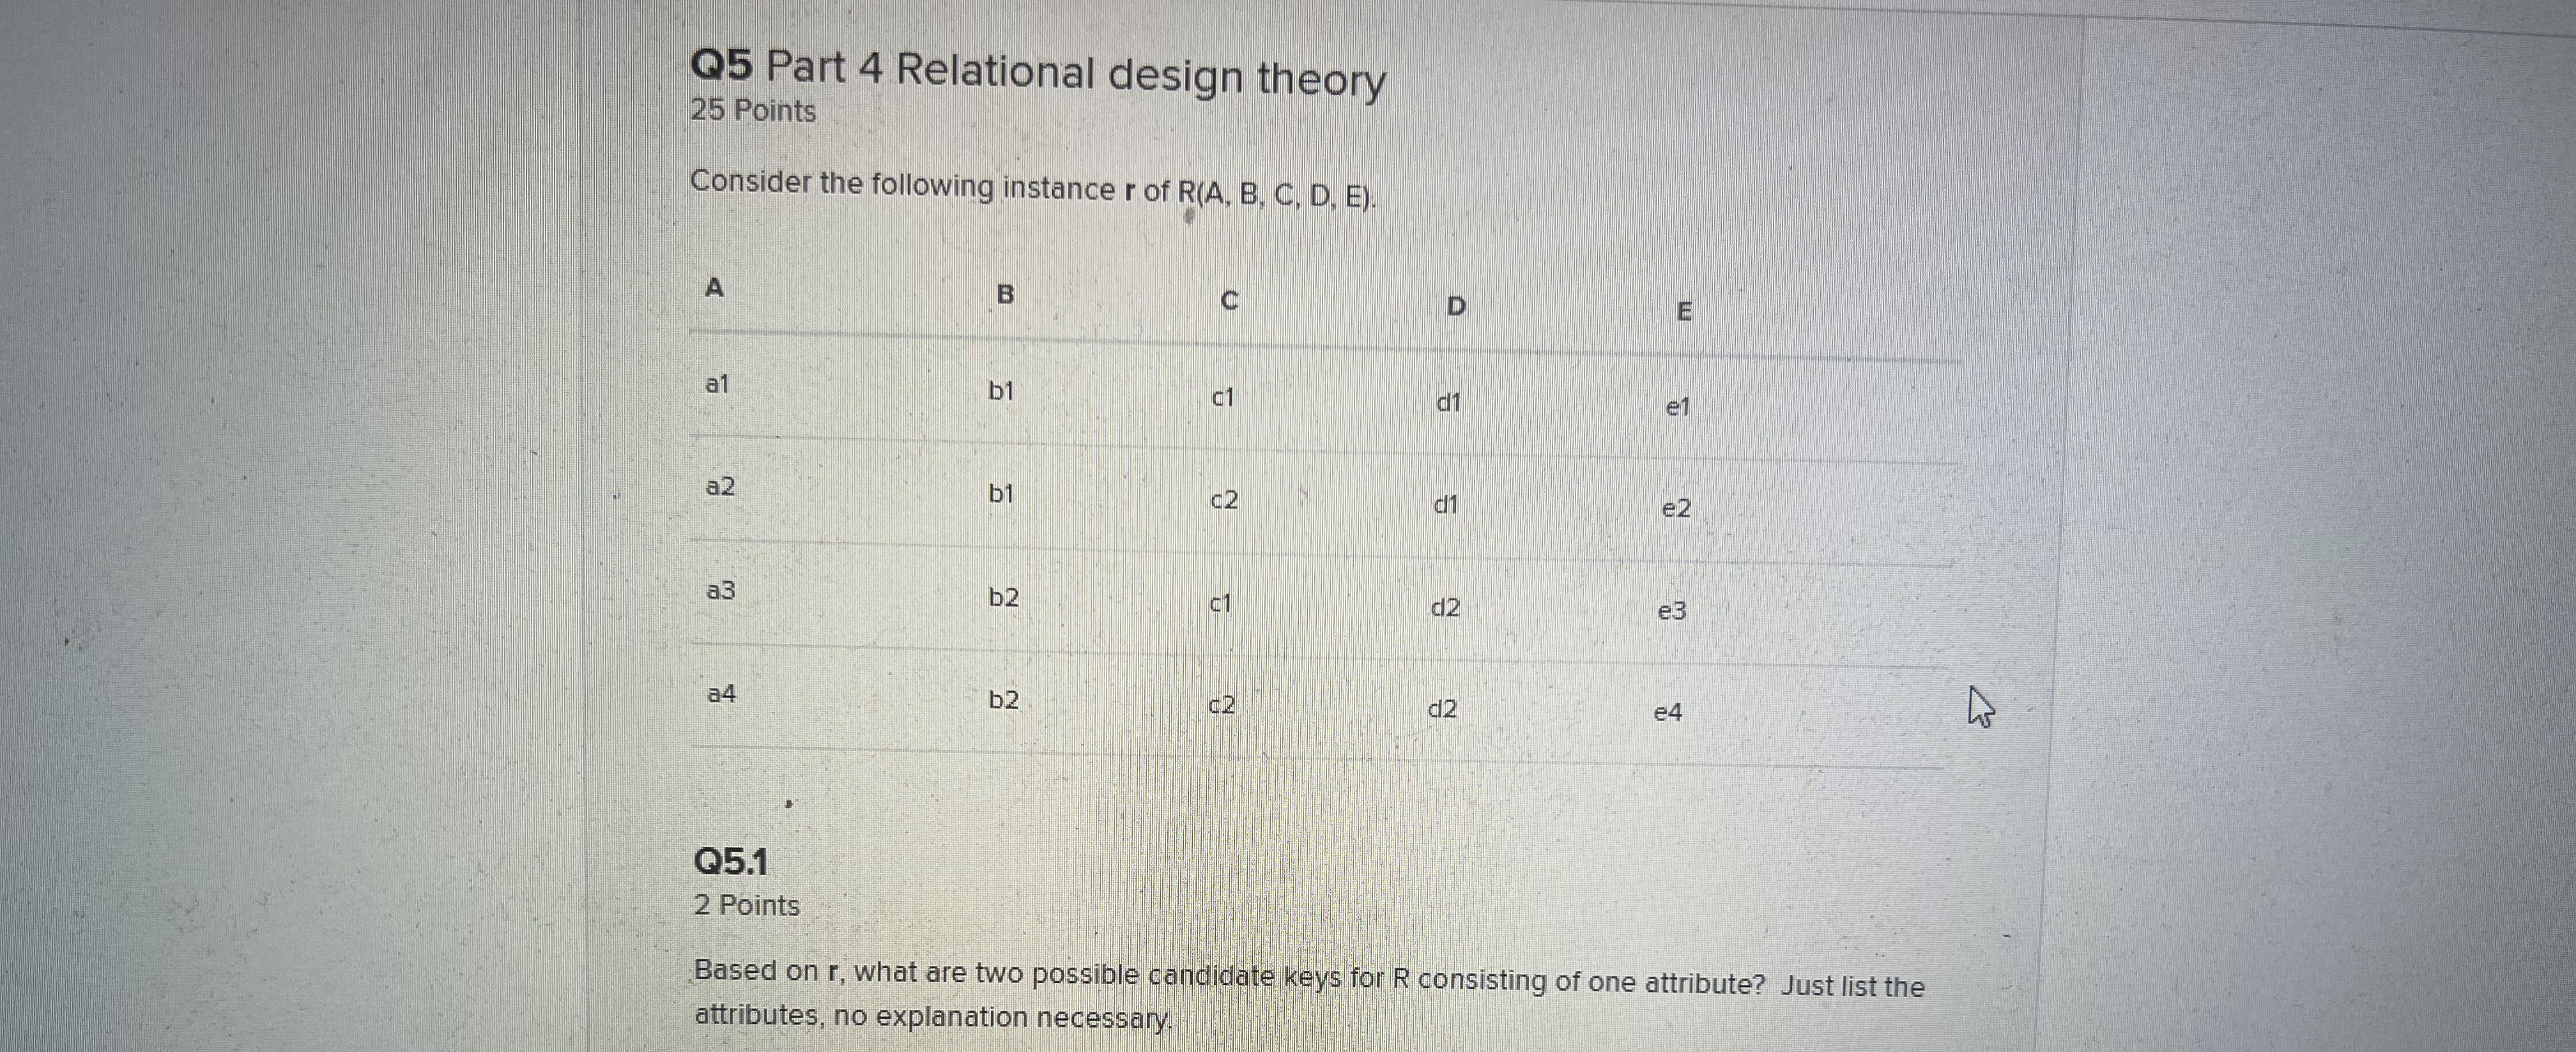 Q5 Part 4 Relational design theory
25 Points
Consider the following instance r of R(A, B, C, D, E).
A B C D E
a1 b1 c1 d1 e1
a2 b1 c2 d1 e2
a3 b2 c1 d2 e3
a4 b2 c2 d2 e4
Q5.1
2 Points
Based on r, what are two possible candidate keys for R consisting of one attribute? Just list the
attributes, no explanation necessary.